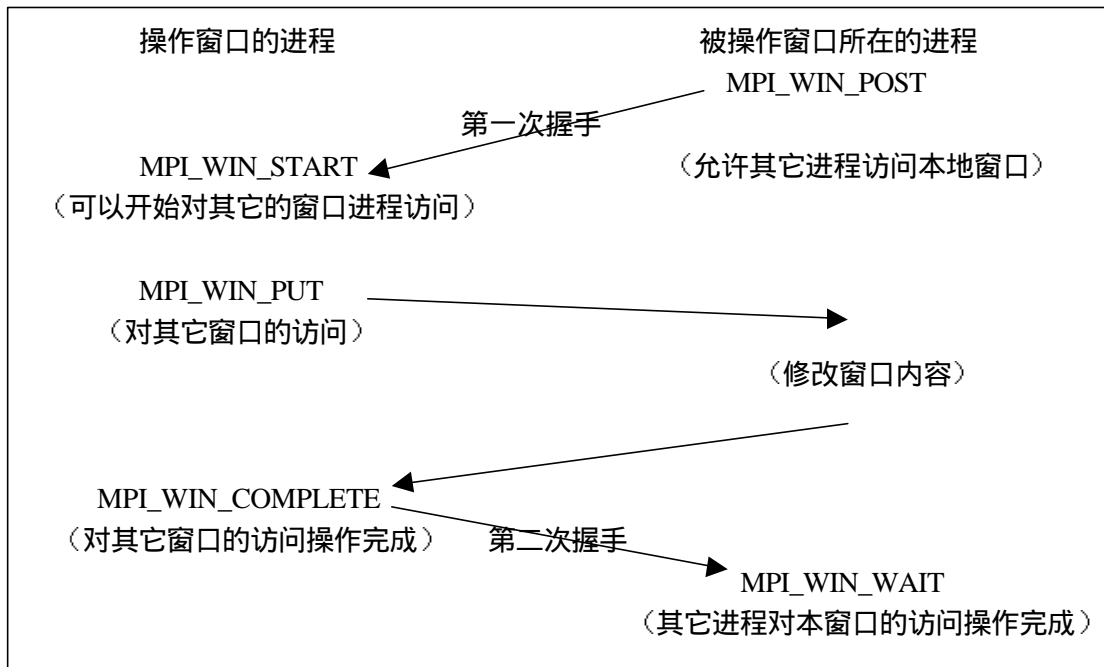 操作窗口的进程
被操作窗口所在的进程
MPI_WIN_POST
第一次握手
MPI_WIN_START
（允许其它进程访问本地窗口）
（可以开始对其它的窗口进程访问）
MPI_WIN_PUT
（对其它窗口的访问）
（修改窗口内容）
MPI_WIN_COMPLETE
（对其它窗口的访问操作完成）
第二次握手
MPI_WIN_WAIT
（其它进程对本窗口的访问操作完成）